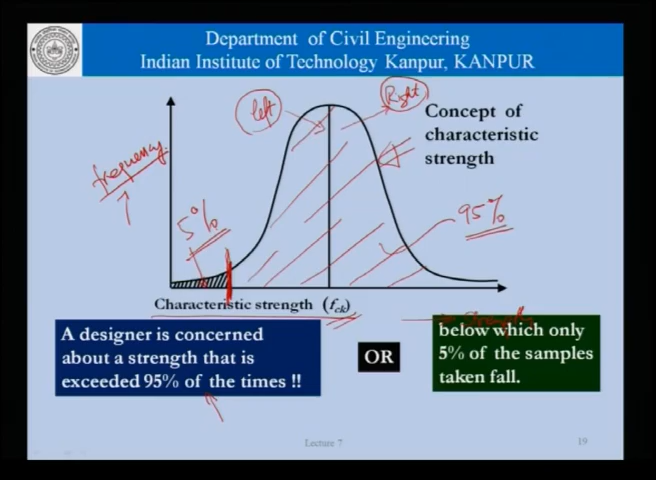 Department of Civil Engineering
Indian Institute of Technology Kanpur, KANPUR
left
Right
Concept of
characteristic
strength
frequency
5%
95%
Characteristic strength (fck)
strength
A designer is concerned
about a strength that is
exceeded 95% of the times !!
OR
below which only
5% of the samples
taken fall.
Lecture 7
19